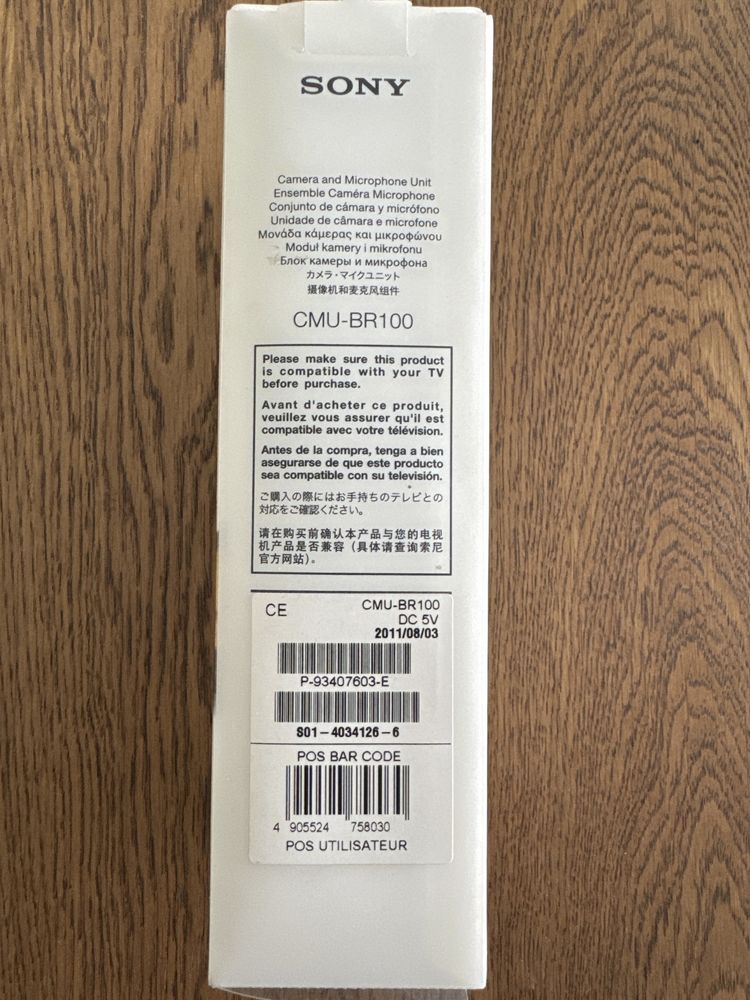 SONY
Camera and Microphone Unit
Ensemble Caméra Microphone
Conjunto de cámara y micrófono
Unidade de câmara e microfone
Μονάδα κάμερας και μικροφώνου
Moduł kamery i mikrofonu
Блок камеры и микрофона
カメラ・マイクユニット
摄像机和麦克风组件
CMU-BR100
Please make sure this product
is compatible with your TV
before purchase.
Avant d'acheter ce produit,
veuillez vous assurer qu'il est
compatible avec votre télévision.
Antes de la compra, tenga a bien
asegurarse de que este producto
sea compatible con su televisión.
ご購入の際にはお手持ちのテレビとの
対応をご確認ください。
请在购买前确认本产品与您的电视
机产品是否兼容（具体请查询索尼
官方网站）。
CE CMU-BR100
DC 5V
2011/08/03
P-93407603-E
S01-4034126-6
POS BAR CODE
4 905524 758030
POS UTILISATEUR